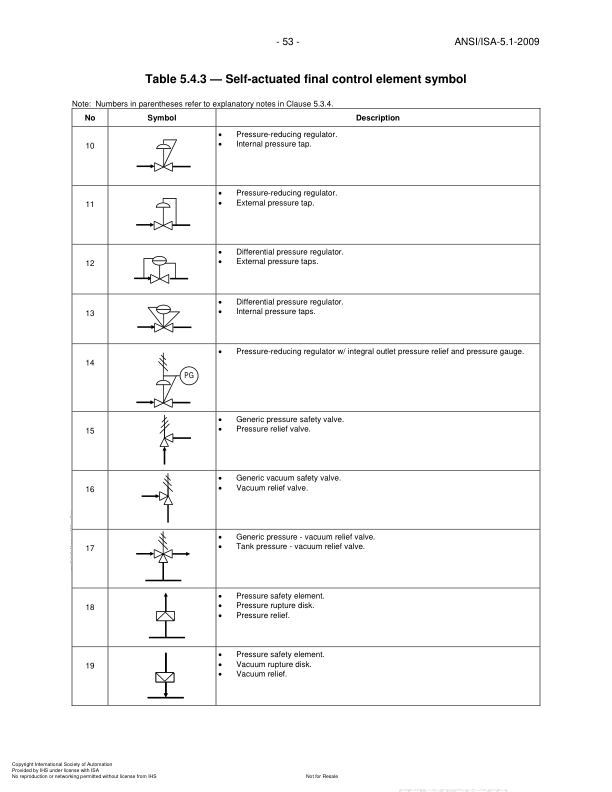 - 53 -
ANSI/ISA-5.1-2009
Table 5.4.3 — Self-actuated final control element symbol
Note: Numbers in parentheses refer to explanatory notes in Clause 5.3.4.
No Symbol Description
10
• Pressure-reducing regulator.
• Internal pressure tap.
11
• Pressure-reducing regulator.
• External pressure tap.
12
• Differential pressure regulator.
• External pressure taps.
13
• Differential pressure regulator.
• Internal pressure taps.
14
• Pressure-reducing regulator w/ integral outlet pressure relief and pressure gauge.
PG
15
• Generic pressure safety valve.
• Pressure relief valve.
16
• Generic vacuum safety valve.
• Vacuum relief valve.
17
• Generic pressure - vacuum relief valve.
• Tank pressure - vacuum relief valve.
18
• Pressure safety element.
• Pressure rupture disk.
• Pressure relief.
19
• Pressure safety element.
• Vacuum rupture disk.
• Vacuum relief.
Copyright International Society of Automation
Provided by IHS under license with ISA
No reproduction or networking permitted without license from IHS
Not for Resale